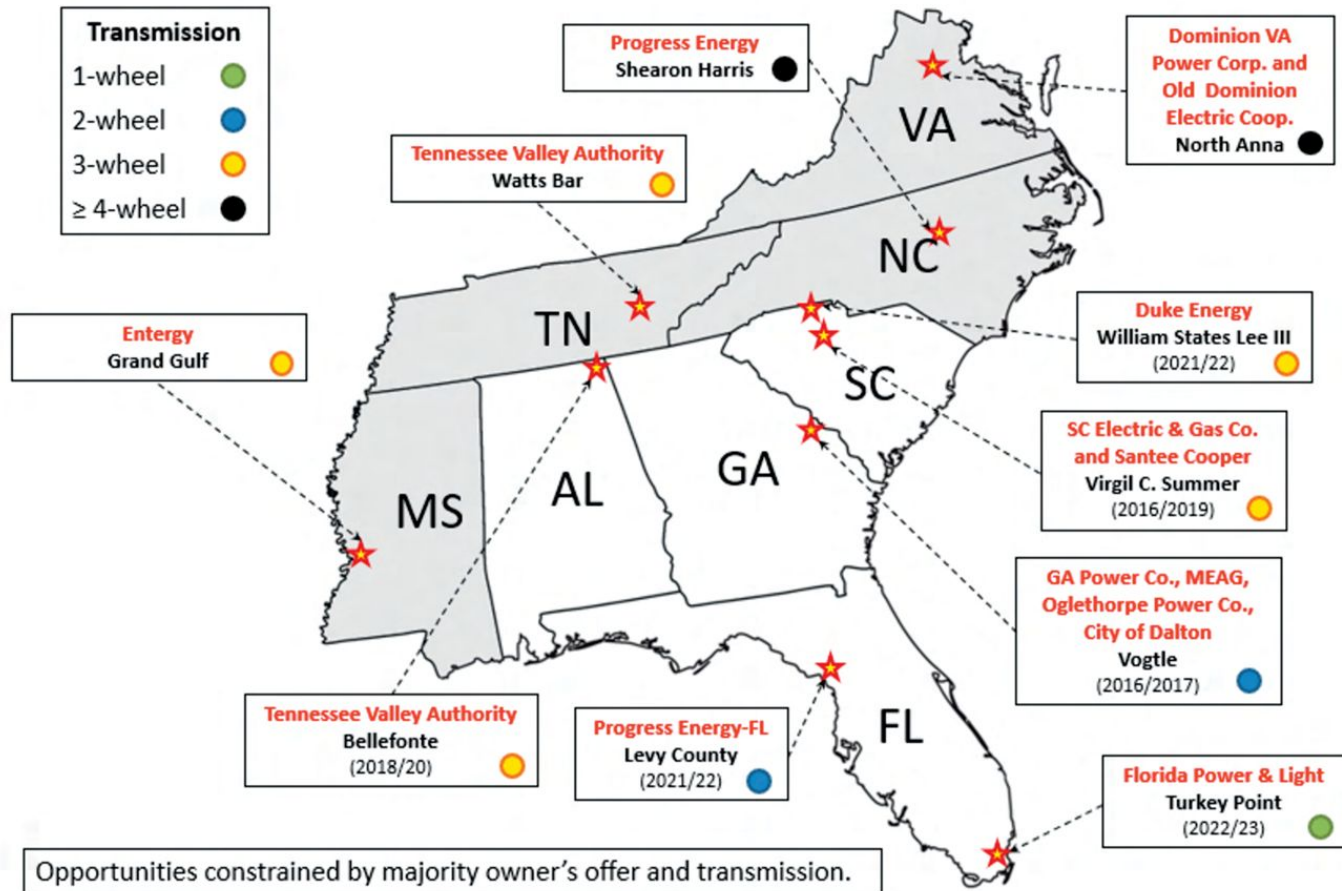 Transmission
1-wheel
2-wheel
3-wheel
≥ 4-wheel
Progress Energy
Shearon Harris
Dominion VA
Power Corp. and
Old Dominion
Electric Coop.
North Anna
Tennessee Valley Authority
Watts Bar
VA
NC
TN
Entergy
Grand Gulf
Duke Energy
William States Lee III
(2021/22)
SC
SC Electric & Gas Co.
and Santee Cooper
Virgil C. Summer
(2016/2019)
MS
AL
GA
GA Power Co., MEAG,
Oglethorpe Power Co.,
City of Dalton
Vogtle
(2016/2017)
Tennessee Valley Authority
Bellefonte
(2018/20)
Progress Energy-FL
Levy County
(2021/22)
FL
Florida Power & Light
Turkey Point
(2022/23)
Opportunities constrained by majority owner's offer and transmission.